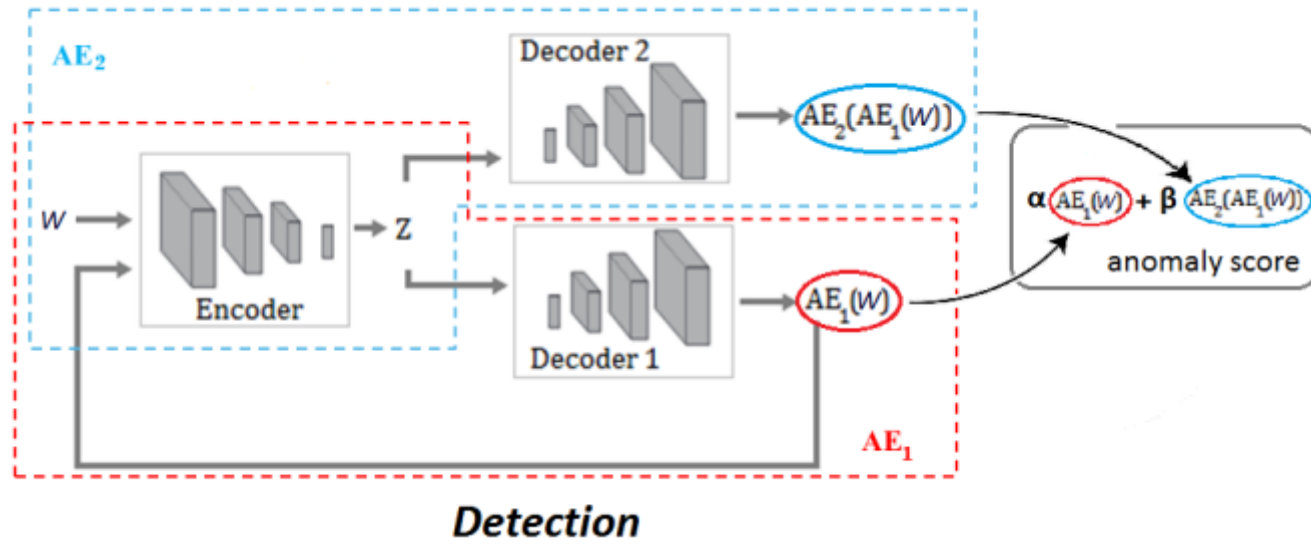 AE₂
Decoder 2
AE₂(AE₁(W))
W
Encoder
Z
α AE₁(W) + β AE₂(AE₁(W))
anomaly score
Decoder 1
AE₁(W)
AE₁
Detection